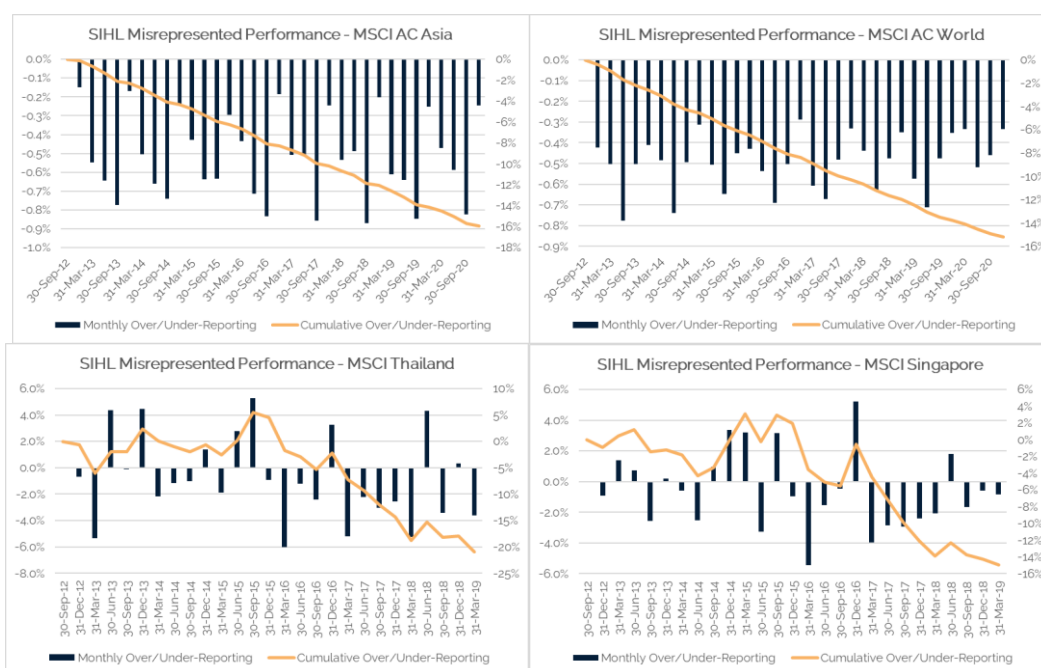 SIHL Misrepresented Performance - MSCI AC Asia
0.0%
-0.1%
-0.2%
-0.3%
-0.4%
-0.5%
-0.6%
-0.7%
-0.8%
-0.9%
-1.0%
0%
-2%
-4%
-6%
-8%
-10%
-12%
-14%
-16%
-18%
30-Sep-12
31-Mar-13
30-Sep-13
31-Mar-14
30-Sep-14
31-Mar-15
30-Sep-15
31-Mar-16
30-Sep-16
31-Mar-17
30-Sep-17
31-Mar-18
30-Sep-18
31-Mar-19
30-Sep-19
31-Mar-20
30-Sep-20
Monthly Over/Under-Reporting
Cumulative Over/Under-Reporting
SIHL Misrepresented Performance - MSCI AC World
0.0%
-0.1%
-0.2%
-0.3%
-0.4%
-0.5%
-0.6%
-0.7%
-0.8%
-0.9%
0%
-2%
-4%
-6%
-8%
-10%
-12%
-14%
-16%
30-Sep-12
31-Mar-13
30-Sep-13
31-Mar-14
30-Sep-14
31-Mar-15
30-Sep-15
31-Mar-16
30-Sep-16
31-Mar-17
30-Sep-17
31-Mar-18
30-Sep-18
31-Mar-19
30-Sep-19
31-Mar-20
30-Sep-20
Monthly Over/Under-Reporting
Cumulative Over/Under-Reporting
SIHL Misrepresented Performance - MSCI Thailand
6.0%
4.0%
2.0%
0.0%
-2.0%
-4.0%
-6.0%
-8.0%
10%
5%
0%
-5%
-10%
-15%
-20%
-25%
30-Sep-12
31-Dec-12
31-Mar-13
30-Jun-13
30-Sep-13
31-Dec-13
31-Mar-14
30-Jun-14
30-Sep-14
31-Dec-14
31-Mar-15
30-Jun-15
30-Sep-15
31-Dec-15
31-Mar-16
30-Jun-16
30-Sep-16
31-Dec-16
31-Mar-17
30-Jun-17
30-Sep-17
31-Dec-17
31-Mar-18
30-Jun-18
30-Sep-18
31-Dec-18
31-Mar-19
Monthly Over/Under-Reporting
Cumulative Over/Under-Reporting
SIHL Misrepresented Performance - MSCI Singapore
6.0%
4.0%
2.0%
0.0%
-2.0%
-4.0%
-6.0%
6%
4%
2%
0%
-2%
-4%
-6%
-8%
-10%
-12%
-14%
-16%
30-Sep-12
31-Dec-12
31-Mar-13
30-Jun-13
30-Sep-13
31-Dec-13
31-Mar-14
30-Jun-14
30-Sep-14
31-Dec-14
31-Mar-15
30-Jun-15
30-Sep-15
31-Dec-15
31-Mar-16
30-Jun-16
30-Sep-16
31-Dec-16
31-Mar-17
30-Jun-17
30-Sep-17
31-Dec-17
31-Mar-18
30-Jun-18
30-Sep-18
31-Dec-18
31-Mar-19
Monthly Over/Under-Reporting
Cumulative Over/Under-Reporting